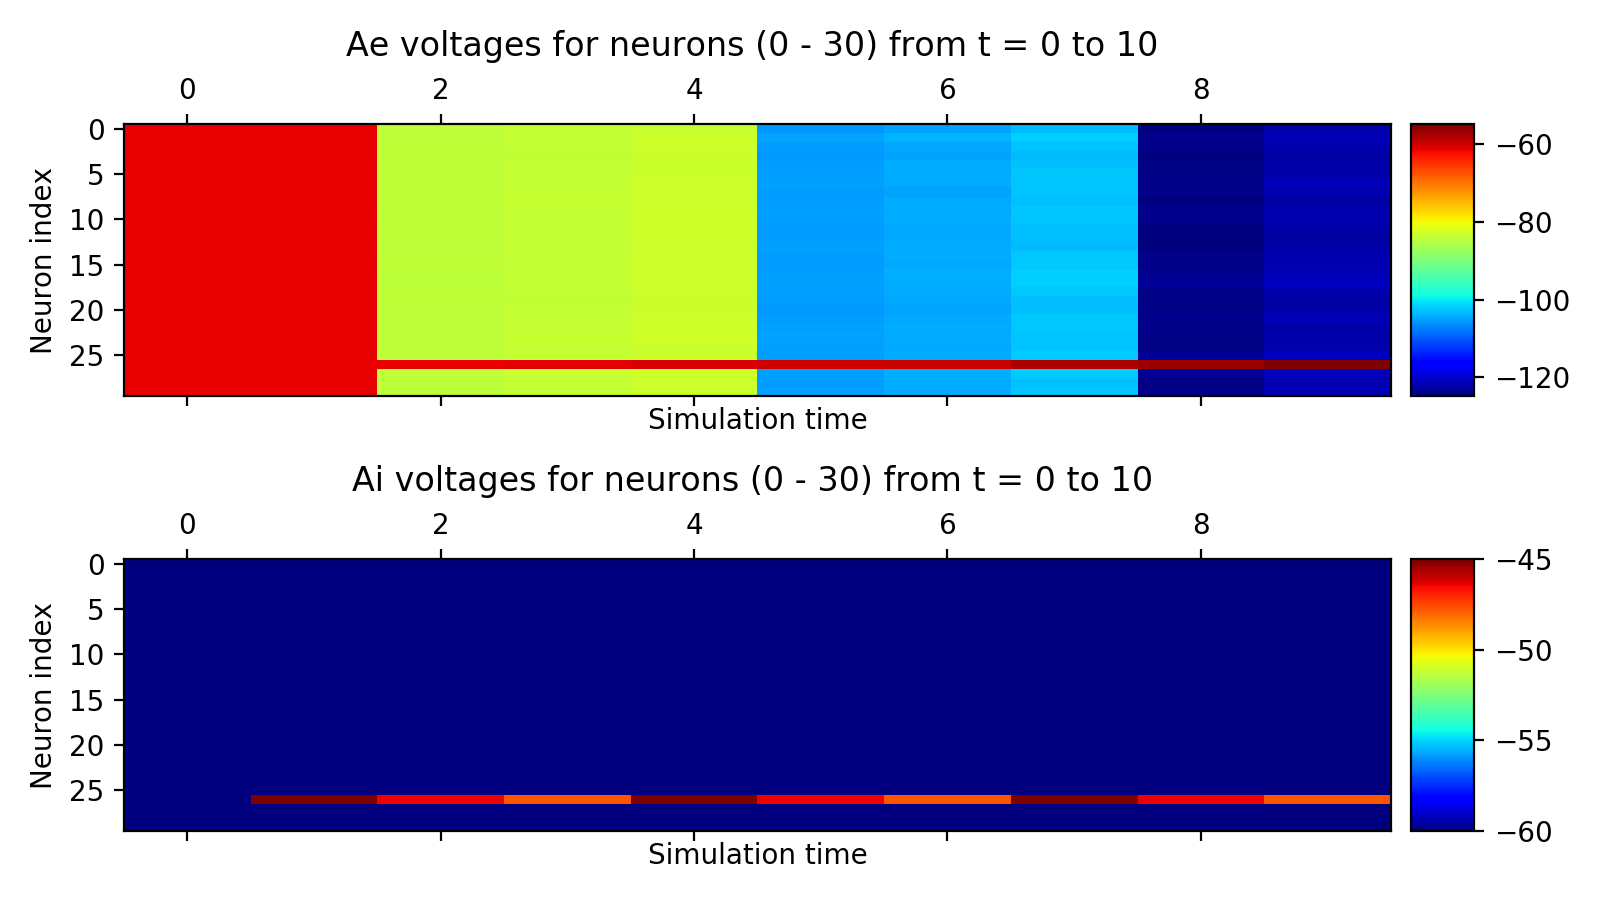 Ae voltages for neurons (0 - 30) from t = 0 to 10
0 2 4 6 8
Neuron index
0
5
10
15
20
25
−60
−80
−100
−120
Simulation time
Ai voltages for neurons (0 - 30) from t = 0 to 10
0 2 4 6 8
Neuron index
0
5
10
15
20
25
−45
−50
−55
−60
Simulation time